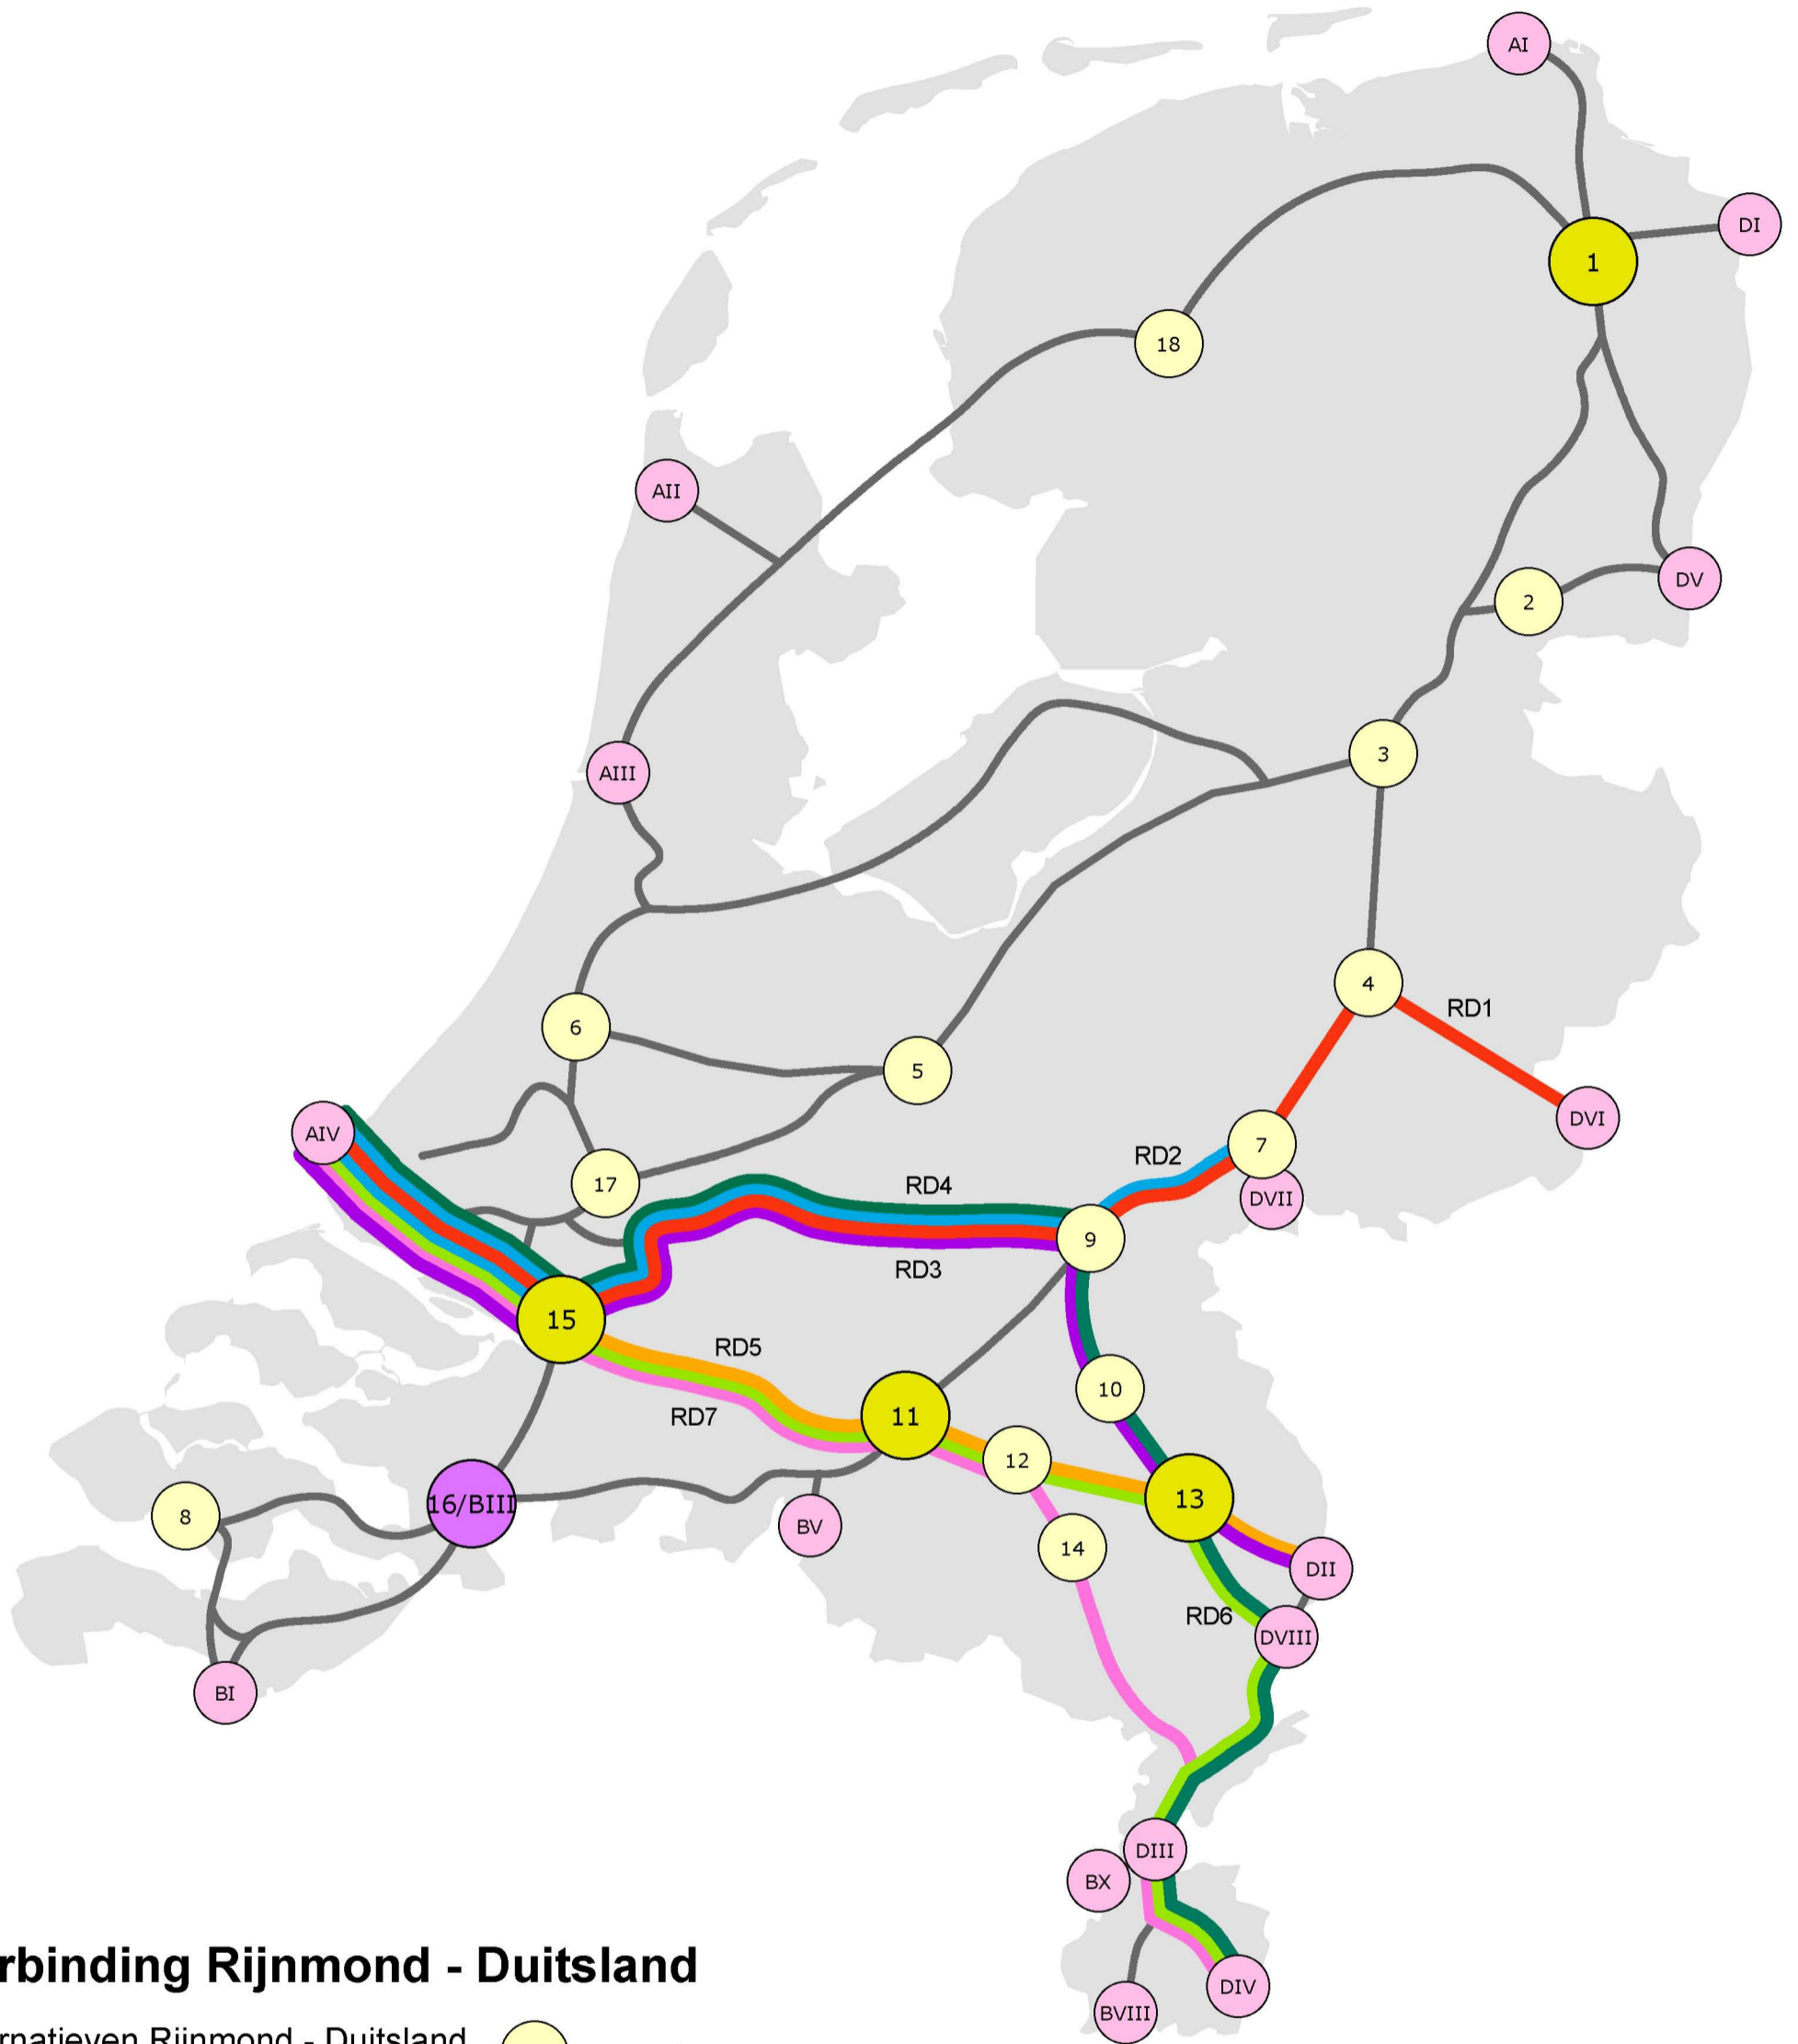 AI
DI
1
18
AII
DV
2
3
AIII
4
RD1
6
5
DVI
AIV
7
RD2
17
RD4
DVII
9
RD3
15
RD5
10
11
RD7
12
13
16/BIII
8
BV
14
DII
RD6
DVIII
BI
DIII
BX
rbinding Rijnmond - Duitsland
DIV
BVIII
rnatieven Rijnmond - Duitsland